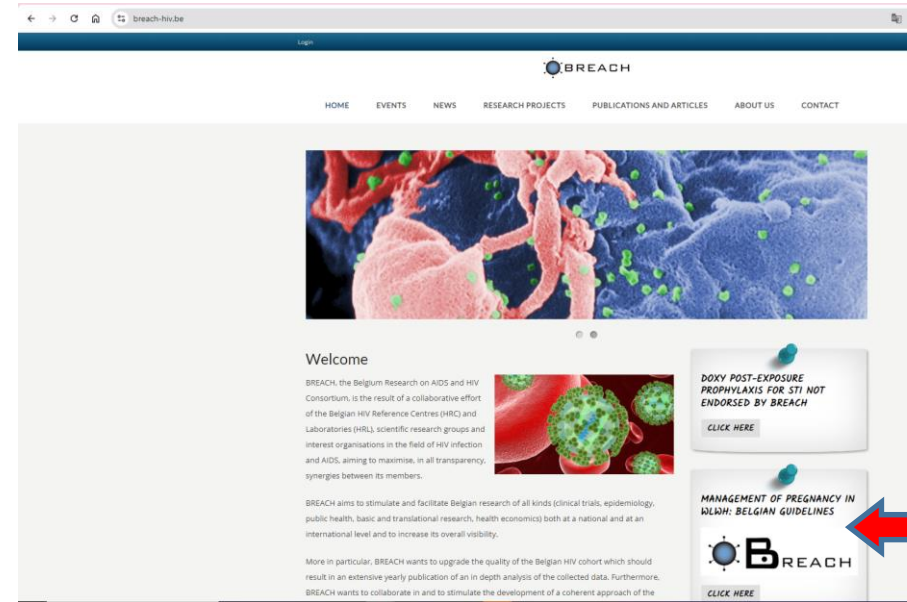 breach-hiv.be
Login
BREACH
HOME EVENTS NEWS RESEARCH PROJECTS PUBLICATIONS AND ARTICLES ABOUT US CONTACT
Welcome
BREACH, the Belgium Research on AIDS and HIV
Consortium, is the result of a collaborative effort
of the Belgian HIV Reference Centres (HRC) and
Laboratories (HRL), scientific research groups and
interest organisations in the field of HIV infection
and AIDS, aiming to maximise, in all transparency,
synergies between its members.
BREACH aims to stimulate and facilitate Belgian research of all kinds (clinical trials, epidemiology,
public health, basic and translational research, health economics) both at a national and at an
international level and to increase its overall visibility.
More in particular, BREACH wants to upgrade the quality of the Belgian HIV cohort which should
result in an extensive yearly publication of an in depth analysis of the collected data. Furthermore,
BREACH wants to collaborate in and to stimulate the development of a coherent approach of the
DOXY POST-EXPOSURE
PROPHYLAXIS FOR STI NOT
ENDORSED BY BREACH
CLICK HERE
MANAGEMENT OF PREGNANCY IN
WLWH: BELGIAN GUIDELINES
BREACH
CLICK HERE